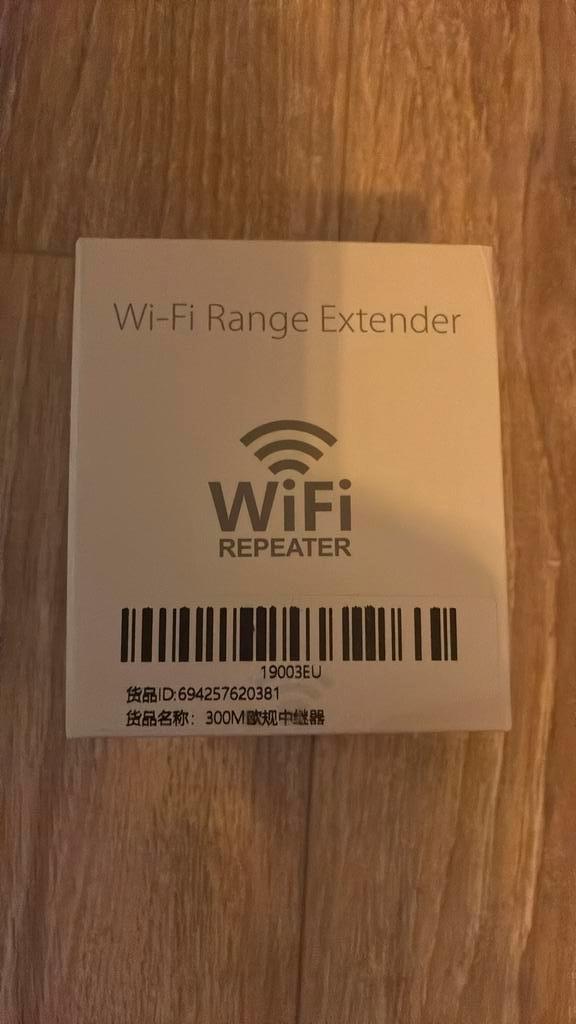 Wi-Fi Range Extender
WiFi
REPEATER
19003EU
货品ID:694257620381
货品名称：300M欧规中继器